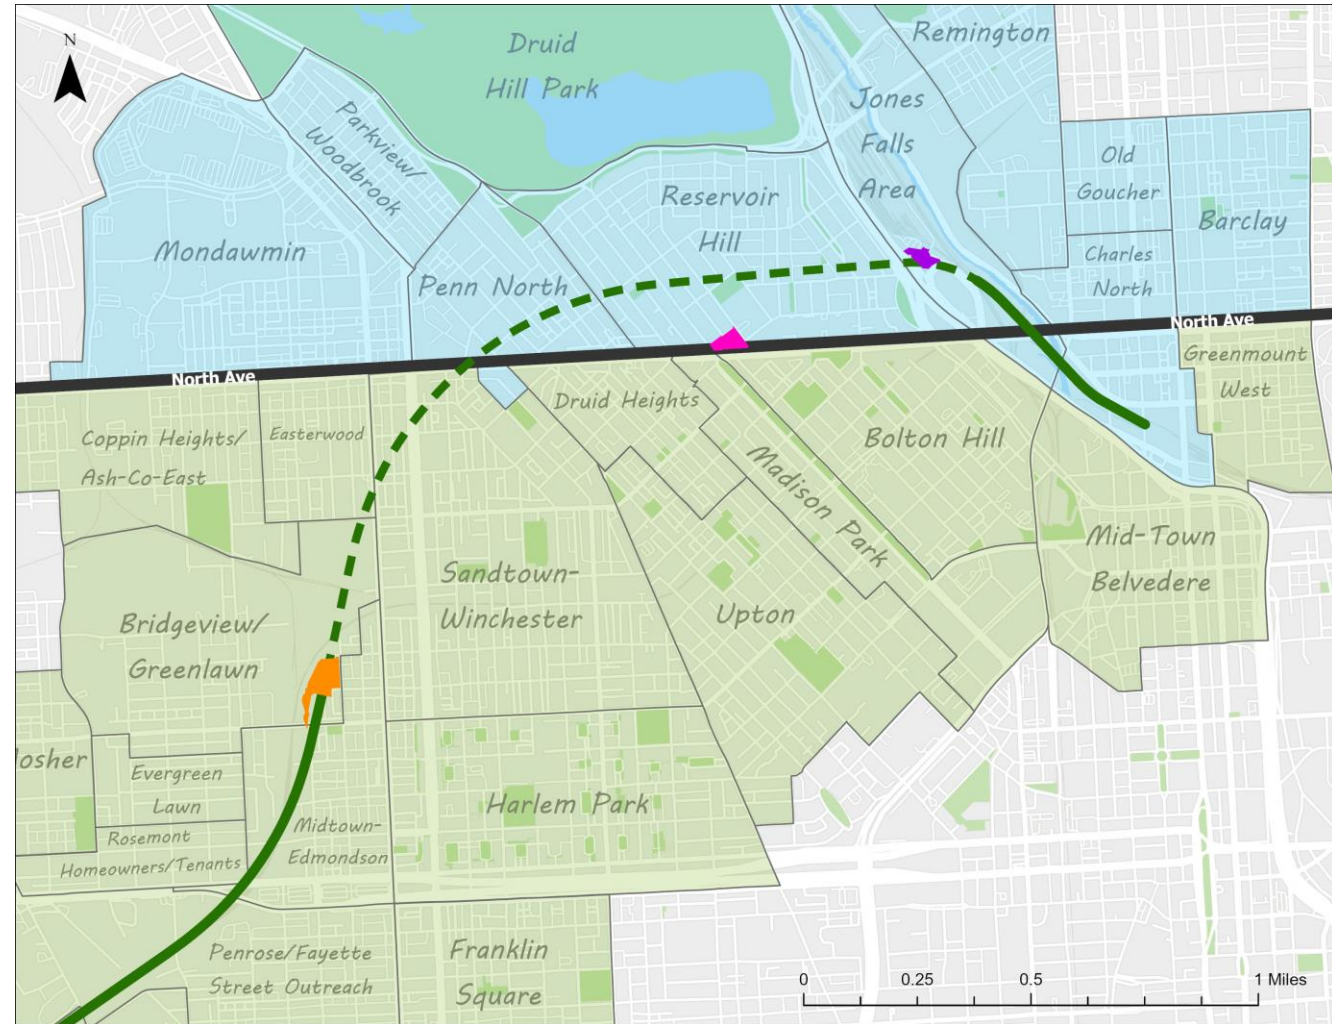 N
Druid
Hill Park
Remington
Jones
Falls
Area
Parkview/
Woodbrook
Old
Goucher
Reservoir
Hill
Barclay
Mondawmin
Charles
North
Penn North
North Ave
North Ave
Greenmount
West
Druid Heights
Coppin Heights/
Ash-Co-East
Easterwood
Bolton Hill
Madison Park
Mid-Town
Belvedere
Sandtown-
Winchester
Upton
Bridgeview/
Greenlawn
losher
Evergreen
Lawn
Rosemont
Homeowners/Tenants
Midtown-
Edmondson
Harlem Park
Penrose/Fayette
Street Outreach
Franklin
Square
0 0.25 0.5 1 Miles